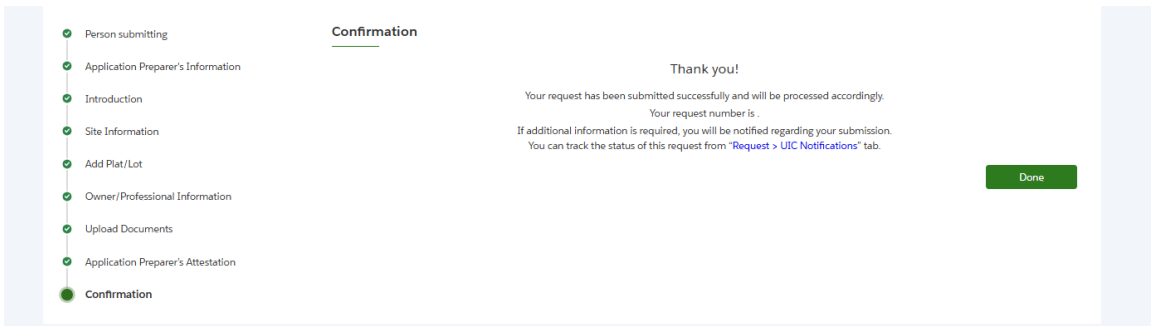 Person submitting
Application Preparer's Information
Introduction
Site Information
Add Plat/Lot
Owner/Professional Information
Upload Documents
Application Preparer's Attestation
Confirmation
Confirmation
Thank you!
Your request has been submitted successfully and will be processed accordingly.
Your request number is .
If additional information is required, you will be notified regarding your submission.
You can track the status of this request from "Request > UIC Notifications" tab.
Done